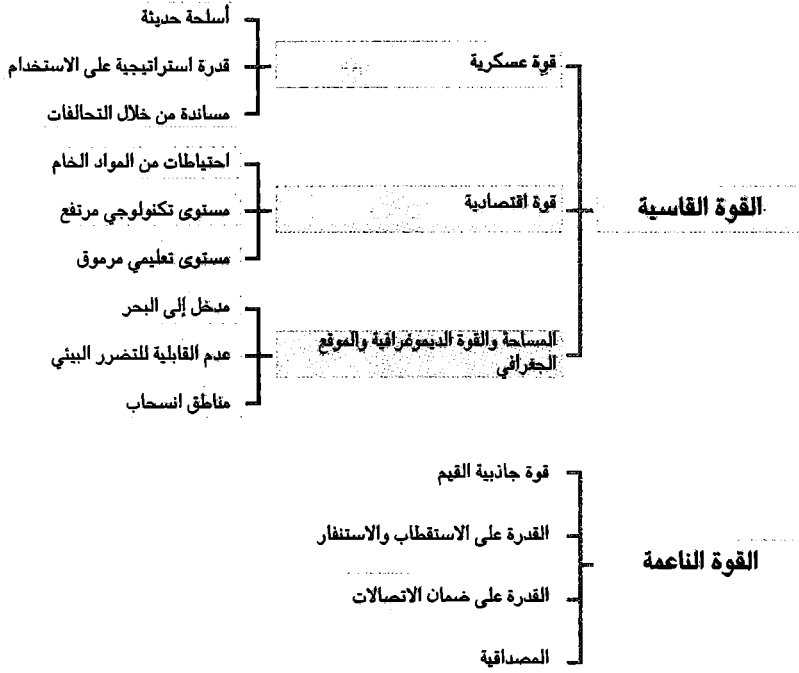 القوة القاسية
قوة عسكرية
أسلحة حديثة
قدرة استراتيجية على الاستخدام
مساندة من خلال التحالفات
قوة اقتصادية
احتياطات من المواد الخام
مستوى تكنولوجي مرتفع
مستوى تعليمي مرموق
المساحة والقوة الديموغرافية والموقع
الجغرافي
مدخل إلى البحر
عدم القابلية للتضرر البيئي
مناطق انسحاب
القوة الناعمة
قوة جاذبية القيم
القدرة على الاستقطاب والاستنفار
القدرة على ضمان الاتصالات
المصداقية